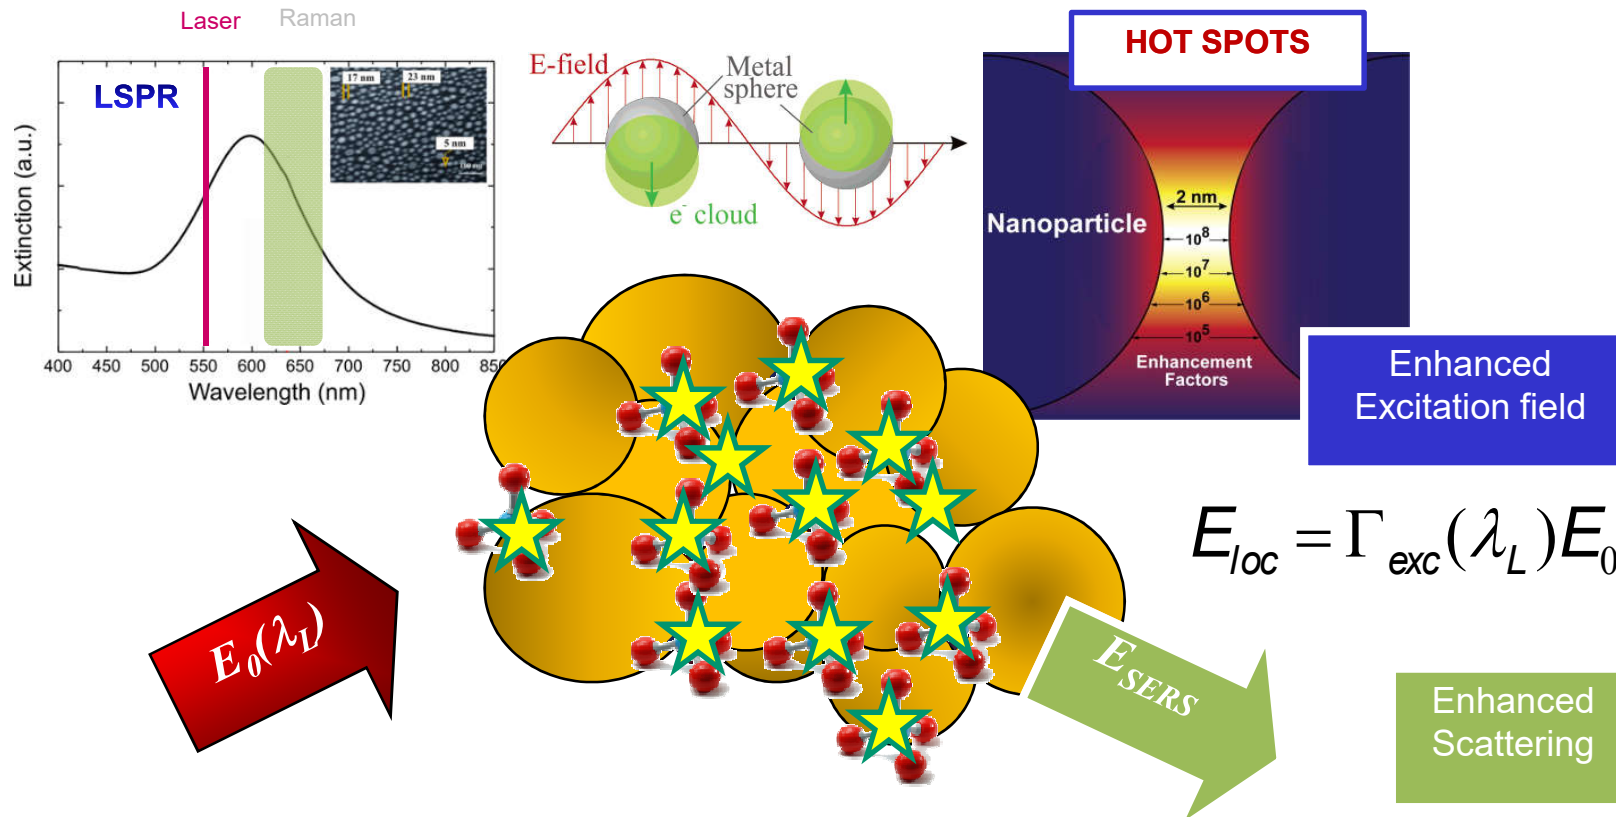 Laser
Raman
LSPR
17 nm
23 nm
5 nm
Extinction (a.u.)
400 450 500 550 600 650 700 750 800 850
Wavelength (nm)
E-field
Metal
sphere
e⁻ cloud
HOT SPOTS
2 nm
Nanoparticle
10⁸
10⁷
10⁶
10⁵
Enhancement
Factors
Enhanced
Excitation field
E_loc = Γ_exc(λ_L)E_0
E_0(λ_L)
E_SERS
Enhanced
Scattering